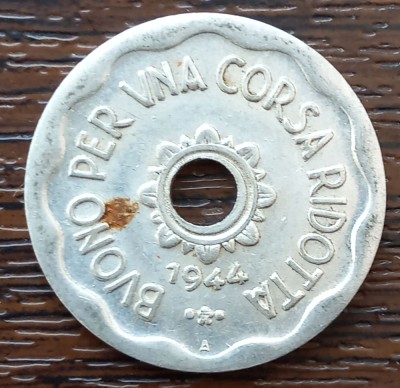 BVONO PER VNA CORSA RIDOTTA
1944
A